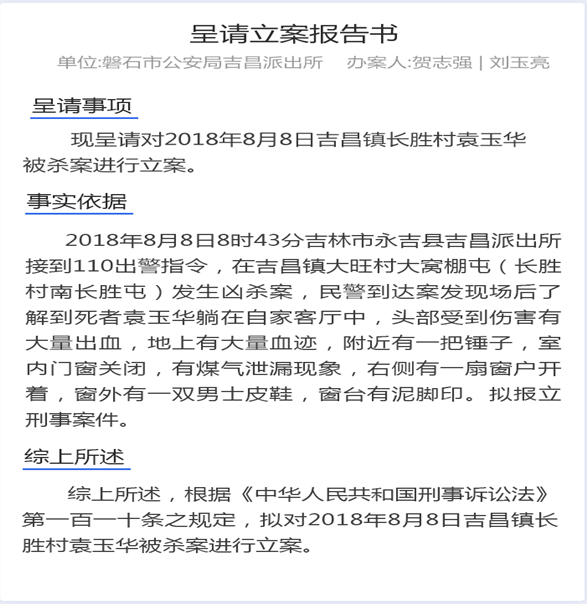 呈请立案报告书
单位:磐石市公安局吉昌派出所 办案人:贺志强 | 刘玉亮
呈请事项
现呈请对2018年8月8日吉昌镇长胜村袁玉华
被杀案进行立案。
事实依据
2018年8月8日8时43分吉林市永吉县吉昌派出所
接到110出警指令，在吉昌镇大旺村大窝棚屯（长胜
村南长胜屯）发生凶杀案，民警到达案发现场后了
解到死者袁玉华躺在自家客厅中，头部受到伤害有
大量出血，地上有大量血迹，附近有一把锤子，室
内门窗关闭，有煤气泄漏现象，右侧有一扇窗户开
着，窗外有一双男士皮鞋，窗台有泥脚印。拟报立
刑事案件。
综上所述
综上所述，根据《中华人民共和国刑事诉讼法》
第一百一十条之规定，拟对2018年8月8日吉昌镇长
胜村袁玉华被杀案进行立案。